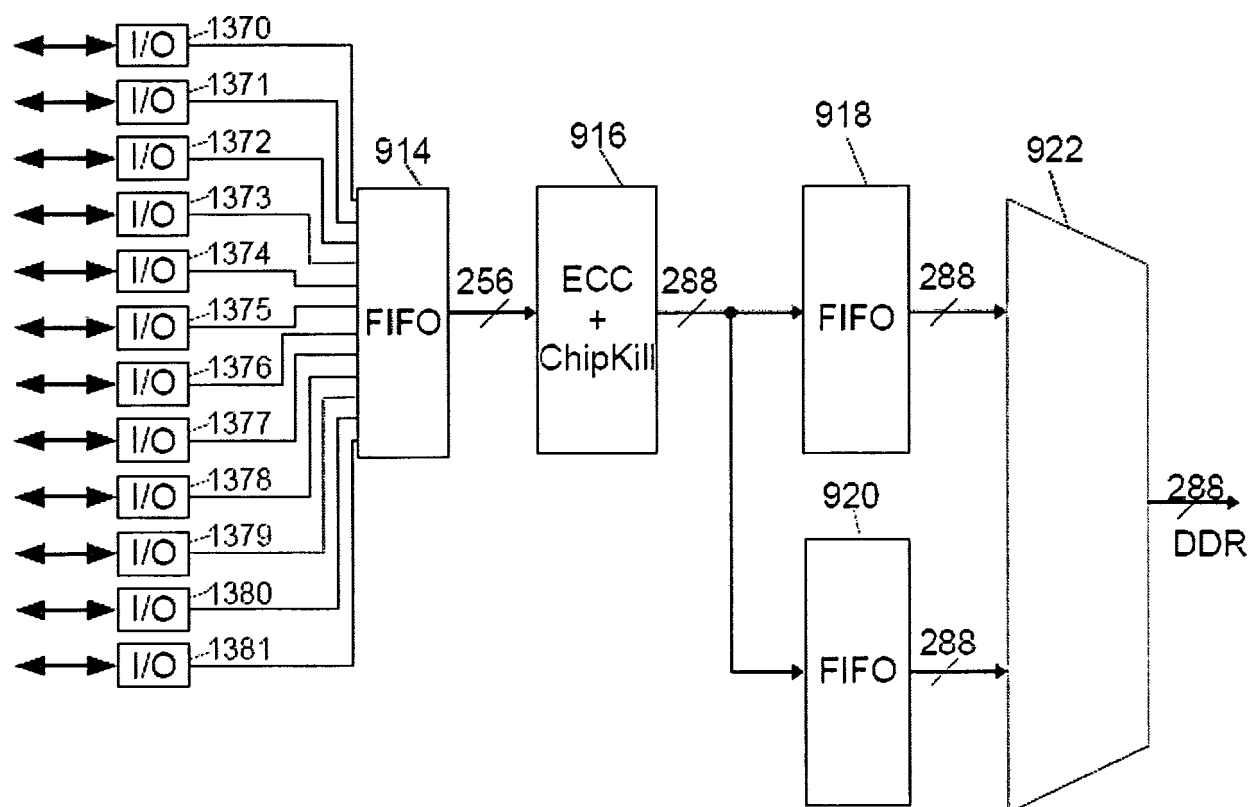 I/O 1370
I/O 1371
I/O 1372
I/O 1373
I/O 1374
I/O 1375
I/O 1376
I/O 1377
I/O 1378
I/O 1379
I/O 1380
I/O 1381
914
FIFO
256
916
ECC
+
ChipKill
288
918
FIFO
288
920
FIFO
288
922
288
DDR